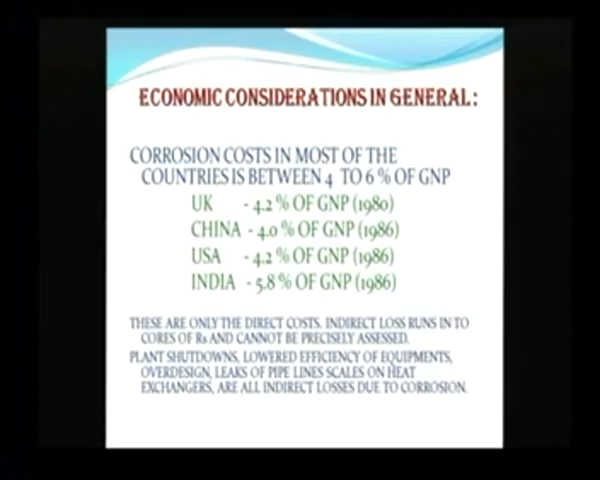 ECONOMIC CONSIDERATIONS IN GENERAL :
CORROSION COSTS IN MOST OF THE
COUNTRIES IS BETWEEN 4 TO 6 % OF GNP
UK - 4.2 % OF GNP (1980)
CHINA - 4.0 % OF GNP (1986)
USA - 4.2 % OF GNP (1986)
INDIA - 5.8 % OF GNP (1986)
THESE ARE ONLY THE DIRECT COSTS. INDIRECT LOSS RUNS IN TO
CORES OF Rs AND CANNOT BE PRECISELY ASSESSED.
PLANT SHUTDOWNS, LOWERED EFFICIENCY OF EQUIPMENTS,
OVERDESIGN, LEAKS OF PIPE LINES SCALES ON HEAT
EXCHANGERS, ARE ALL INDIRECT LOSSES DUE TO CORROSION.